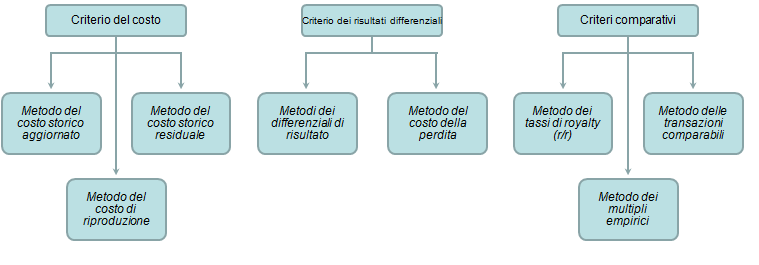 Criterio del costo
Criterio dei risultati differenziali
Criteri comparativi
Metodo del
costo storico
aggiornato
Metodo del
costo storico
residuale
Metodi dei
differenziali di
risultato
Metodo del
costo della
perdita
Metodo dei
tassi di royalty
(r/r)
Metodo delle
transazioni
comparabili
Metodo del
costo di
riproduzione
Metodo dei
multipli
empirici